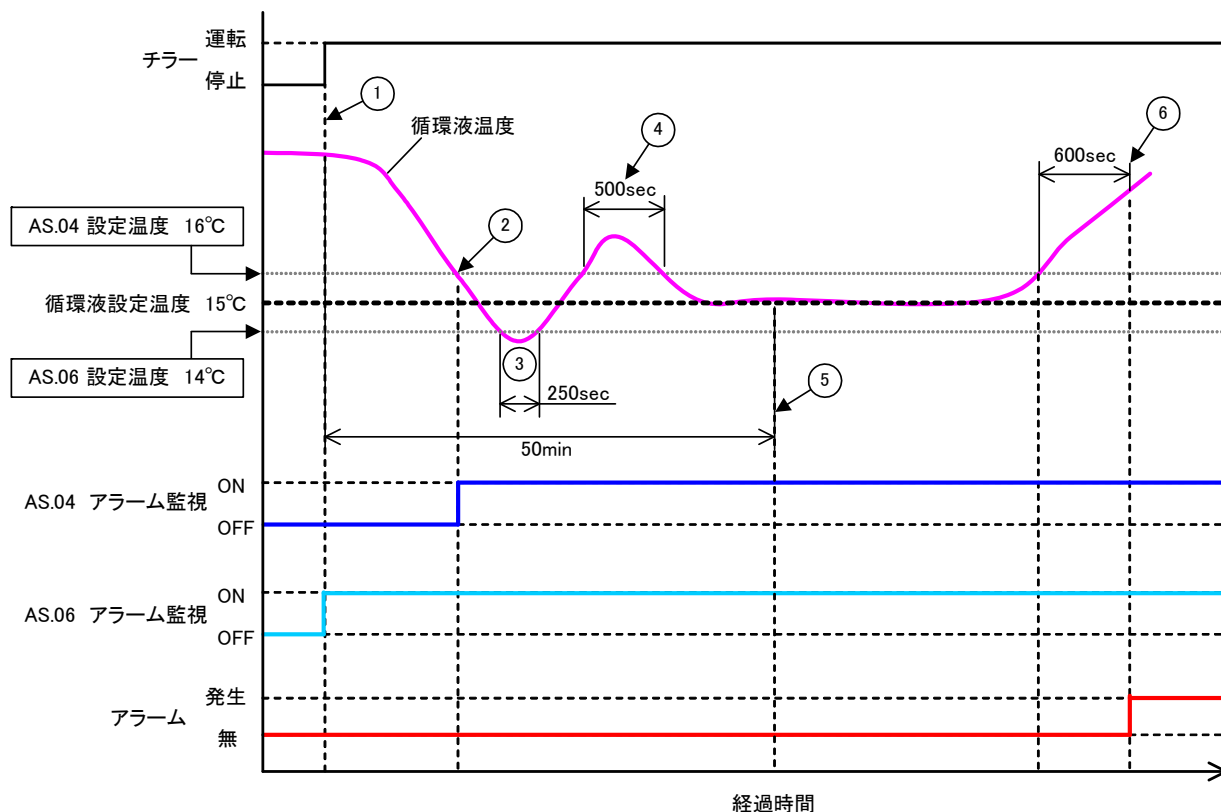 運転
チラー
停止
①
循環液温度
④
⑥
500sec
600sec
AS.04 設定温度 16℃
②
循環液設定温度 15℃
AS.06 設定温度 14℃
③
250sec
⑤
50min
AS.04 アラーム監視
ON
OFF
AS.06 アラーム監視
ON
OFF
発生
アラーム
無
経過時間